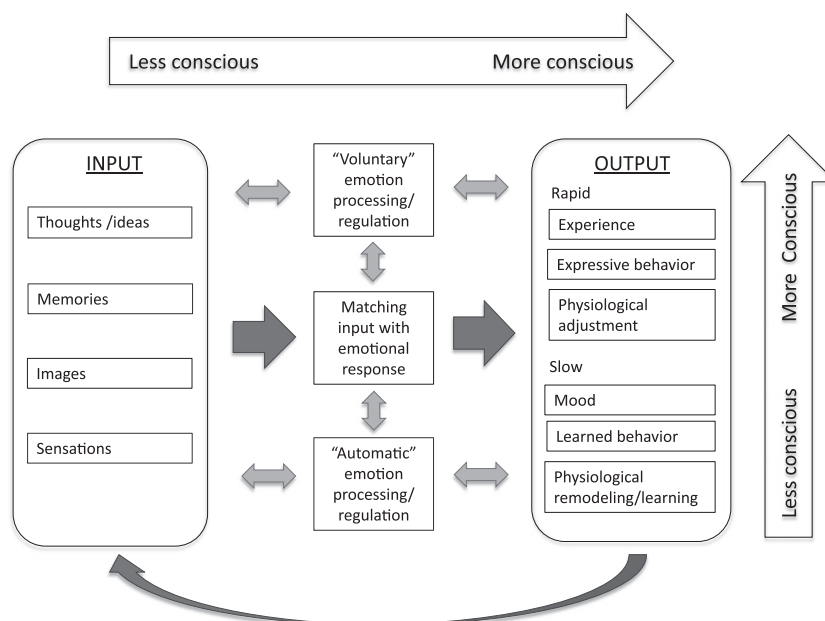 Less conscious
More conscious
INPUT
Thoughts /ideas
Memories
Images
Sensations
“Voluntary”
emotion
processing/
regulation
Matching
input with
emotional
response
“Automatic”
emotion
processing/
regulation
OUTPUT
Rapid
Experience
Expressive behavior
Physiological
adjustment
Slow
Mood
Learned behavior
Physiological
remodeling/learning
More Conscious
Less conscious